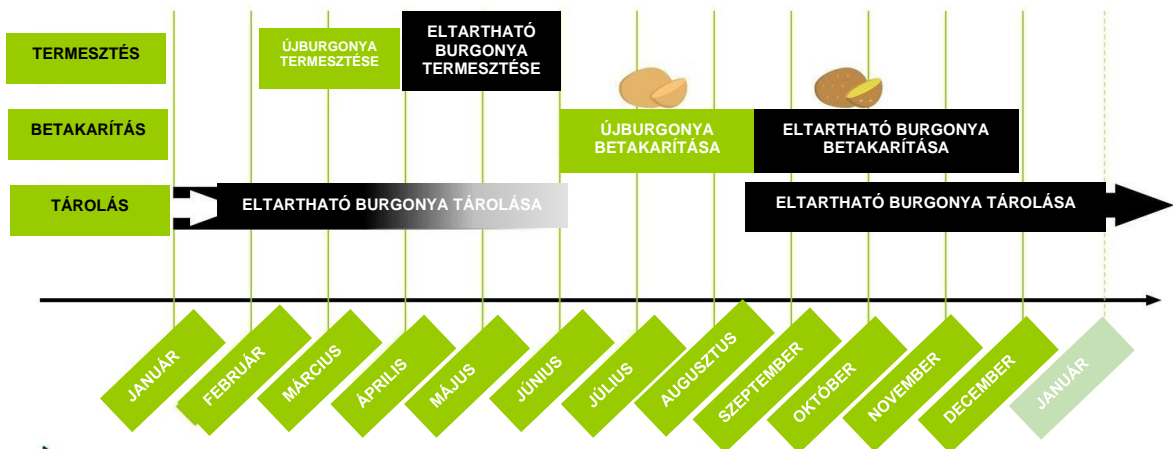 TERMESZTÉS
ÚJBURGONYA
TERMESZTÉSE
ELTARTHATÓ
BURGONYA
TERMESZTÉSE
BETAKARÍTÁS
ÚJBURGONYA
BETAKARÍTÁSA
ELTARTHATÓ BURGONYA
BETAKARÍTÁSA
TÁROLÁS
ELTARTHATÓ BURGONYA TÁROLÁSA
ELTARTHATÓ BURGONYA TÁROLÁSA
JANUÁR
FEBRUÁR
MÁRCIUS
ÁPRILIS
MÁJUS
JÚNIUS
JÚLIUS
AUGUSZTUS
SZEPTEMBER
OKTÓBER
NOVEMBER
DECEMBER
JANUÁR